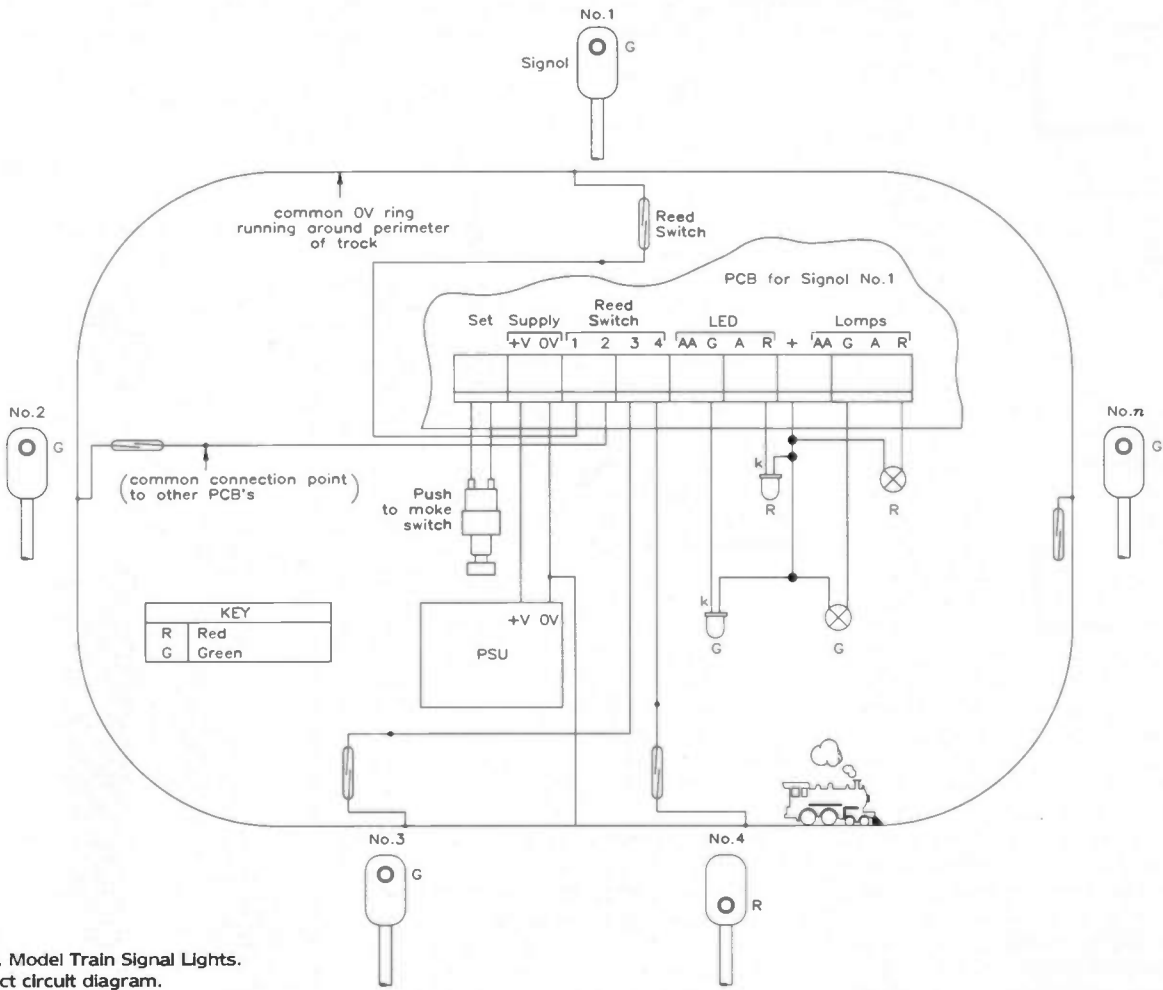 No.1
G
Signol
common 0V ring
running around perimeter
of trock
Reed
Switch
PCB for Signol No.1
Set
Supply
Reed
Switch
LED
Lomps
+V 0V
1 2 3 4
AA G A R
+
AA G A R
No.2
G
(common connection point
to other PCB's)
Push
to moke
switch
k
R
R
k
G
G
No.n
G
KEY
R Red
G Green
+V 0V
PSU
No.3
G
No.4
R
Model Train Signal Lights.
ct circuit diagram.